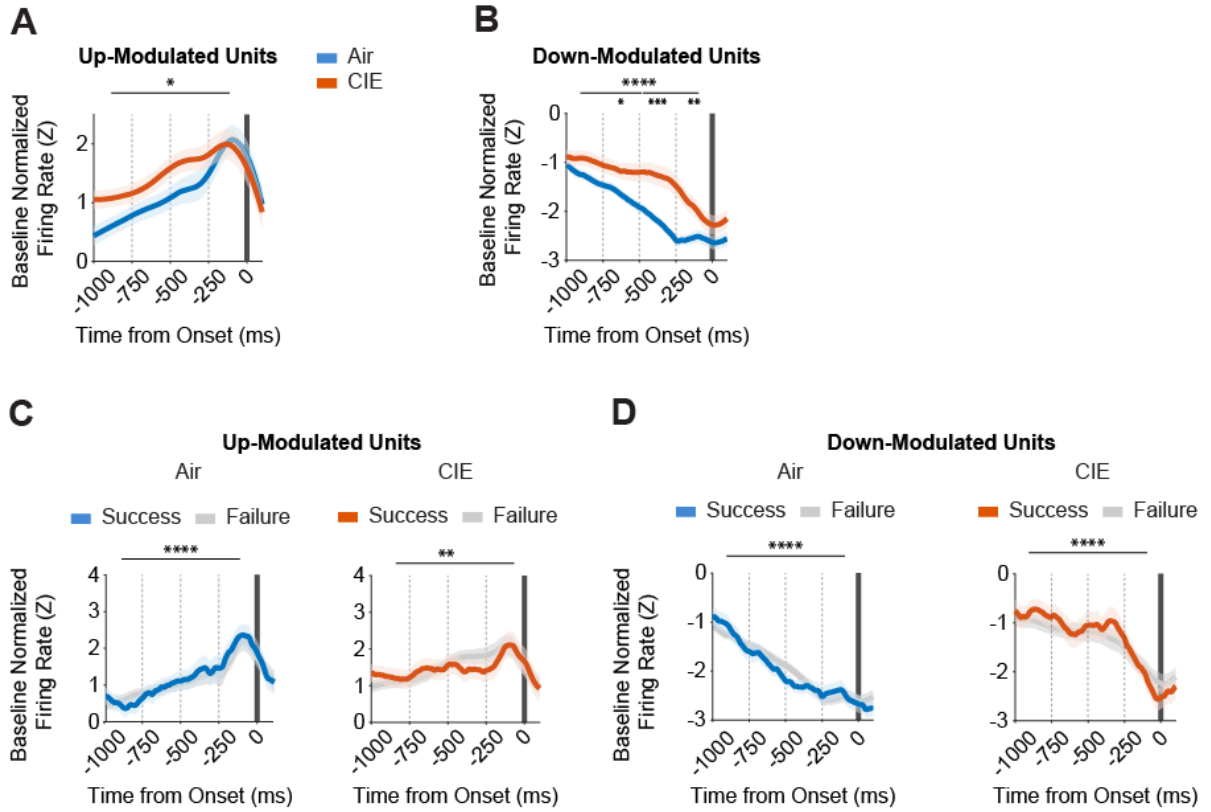 A
Up-Modulated Units
Air
CIE
*
Baseline Normalized
Firing Rate (Z)
2
1
0
-1000
-750
-500
-250
0
Time from Onset (ms)
B
Down-Modulated Units
****
* *** **
Baseline Normalized
Firing Rate (Z)
0
-1
-2
-3
-1000
-750
-500
-250
0
Time from Onset (ms)
C
Up-Modulated Units
Air
Success Failure
****
Baseline Normalized
Firing Rate (Z)
4
3
2
1
0
-1000
-750
-500
-250
0
Time from Onset (ms)
CIE
Success Failure
**
4
3
2
1
0
-1000
-750
-500
-250
0
Time from Onset (ms)
D
Down-Modulated Units
Air
Success Failure
****
Baseline Normalized
Firing Rate (Z)
0
-1
-2
-3
-1000
-750
-500
-250
0
Time from Onset (ms)
CIE
Success Failure
****
0
-1
-2
-3
-1000
-750
-500
-250
0
Time from Onset (ms)